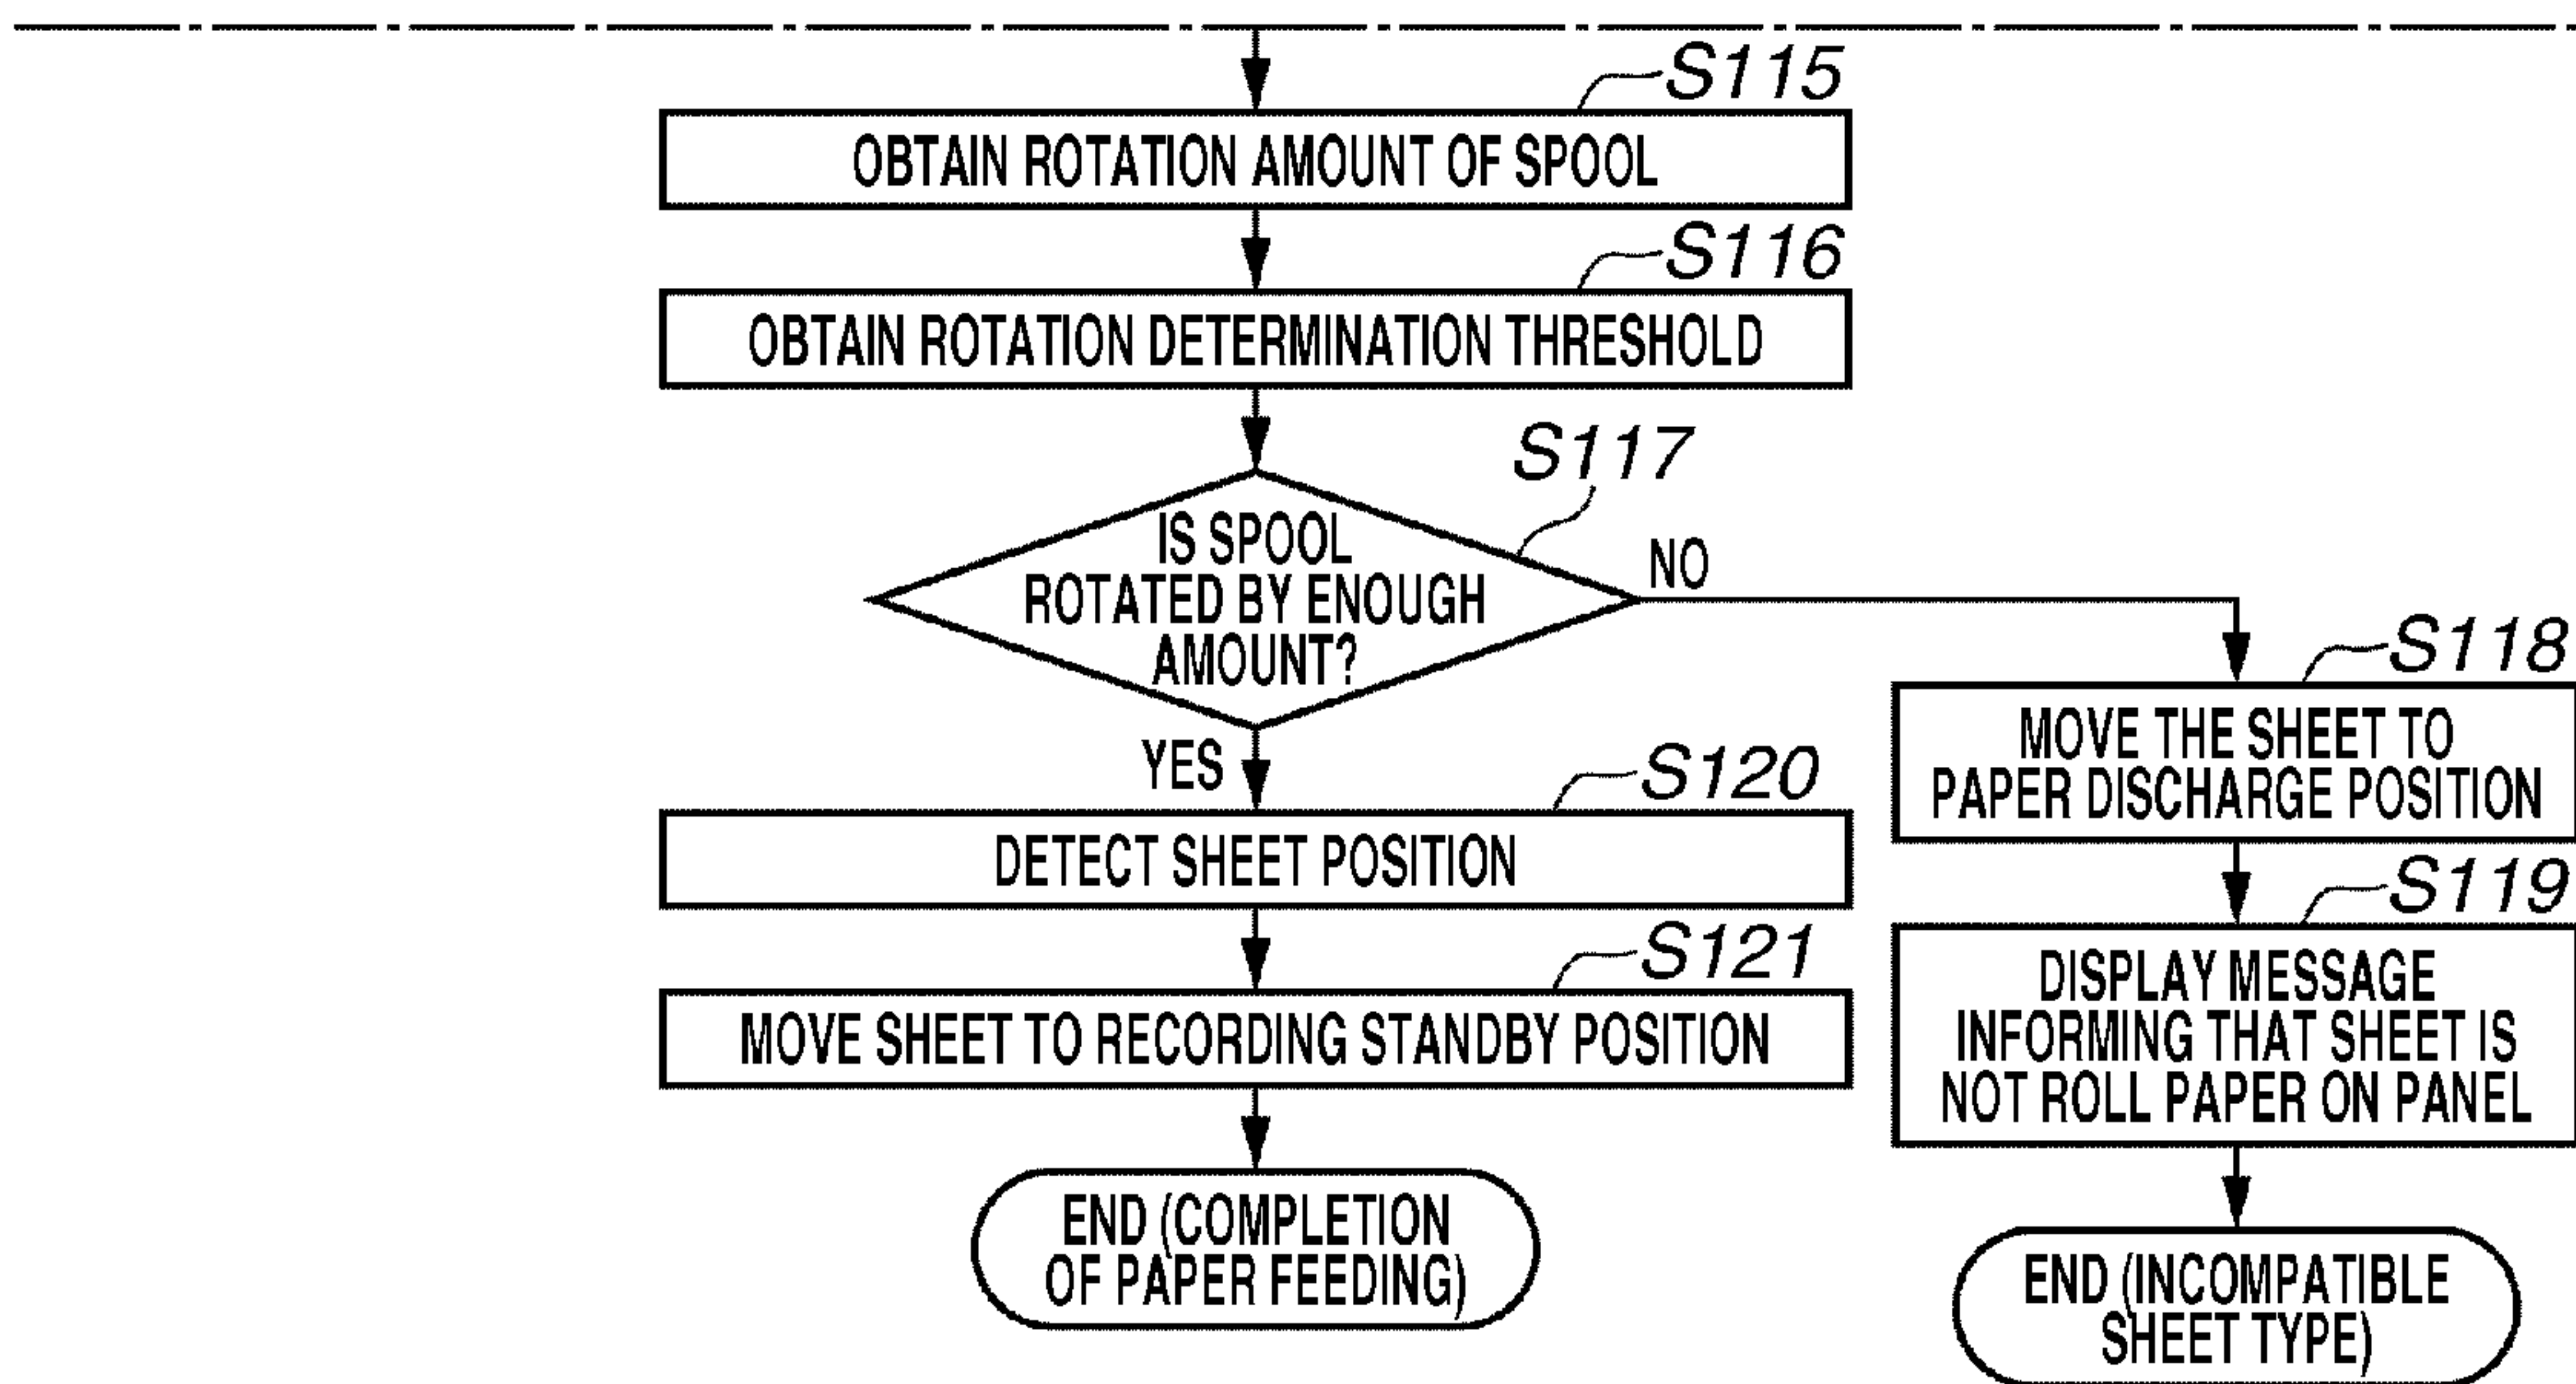 S115
OBTAIN ROTATION AMOUNT OF SPOOL
S116
OBTAIN ROTATION DETERMINATION THRESHOLD
S117
IS SPOOL
ROTATED BY ENOUGH
AMOUNT?
NO
YES
S118
MOVE THE SHEET TO
PAPER DISCHARGE POSITION
S119
DISPLAY MESSAGE
INFORMING THAT SHEET IS
NOT ROLL PAPER ON PANEL
END (INCOMPATIBLE
SHEET TYPE)
S120
DETECT SHEET POSITION
S121
MOVE SHEET TO RECORDING STANDBY POSITION
END (COMPLETION
OF PAPER FEEDING)